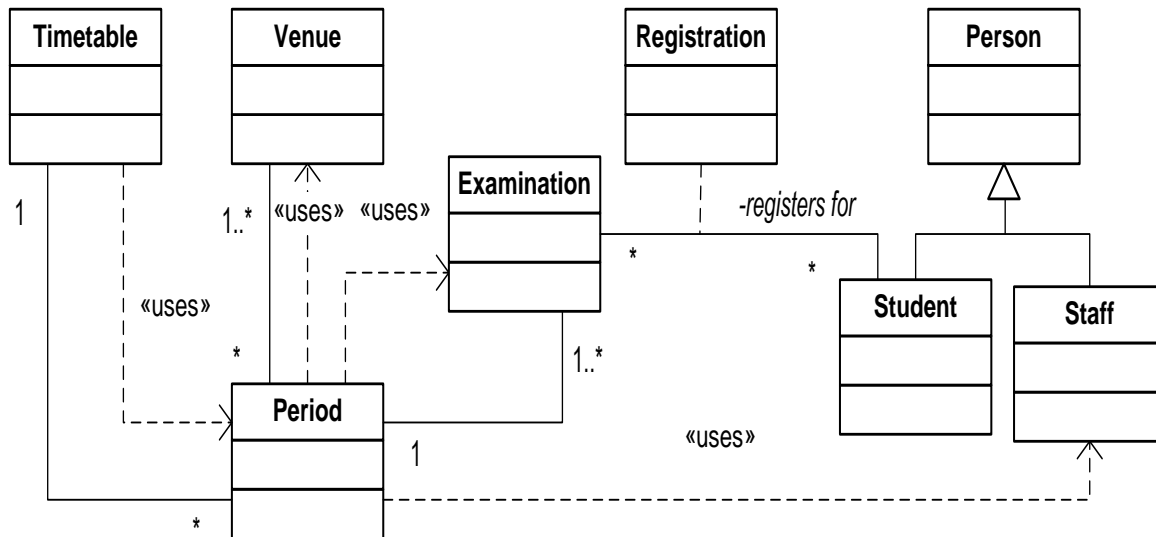 Timetable
Venue
Registration
Person
Examination
1
1..*
«uses»
«uses»
-registers for
*
*
«uses»
Student
Staff
*
1..*
Period
1
«uses»
*